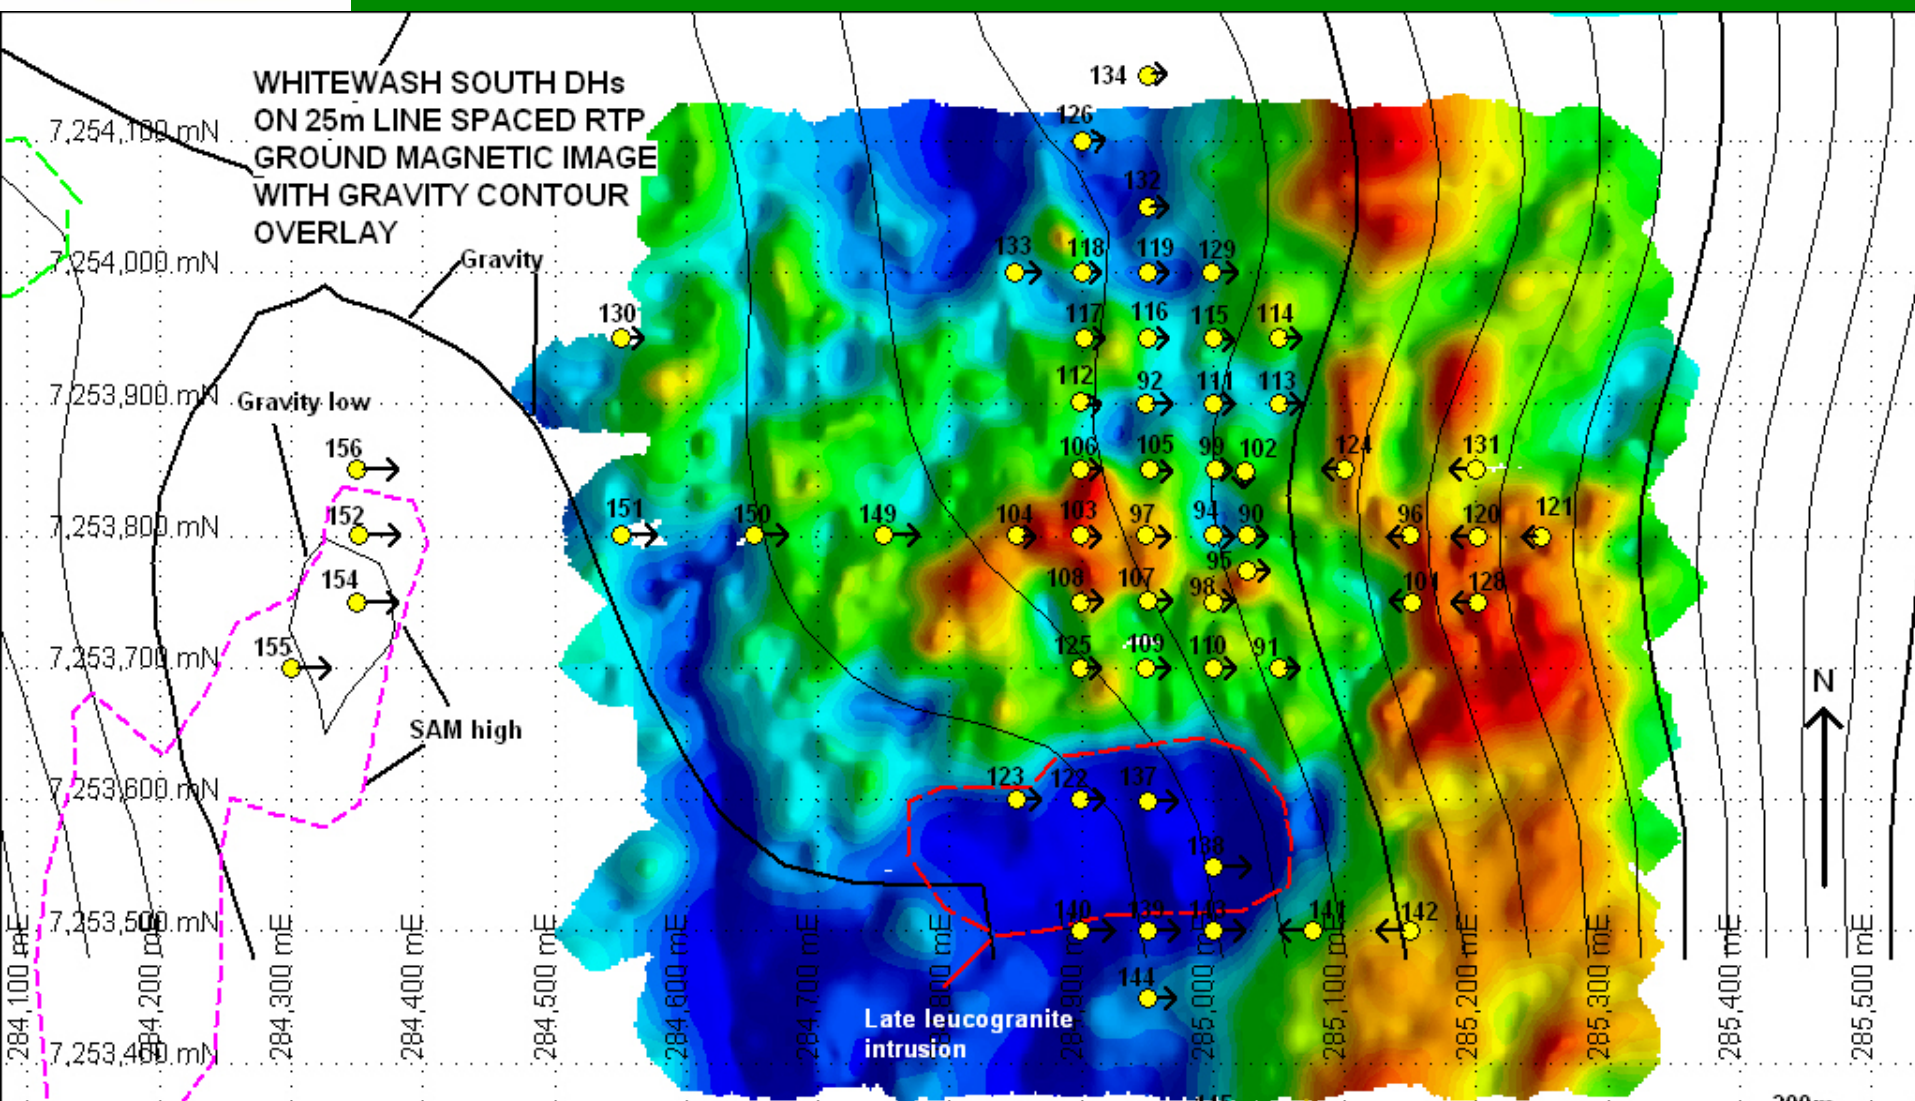 WHITEWASH SOUTH DHs
ON 25m LINE SPACED RTP
GROUND MAGNETIC IMAGE
WITH GRAVITY CONTOUR
OVERLAY
134
7,254,100 mN
126
132
7,254,000 mN
Gravity
133 118 119 129
130
117 116 115 114
7,253,900 mN
Gravity low
112 92 111 113
156
106 105 99 102 124 131
7,253,800 mN
152
151 150 149 104 103 97 94 90 96 120 121
95
154
108 107 98 101 128
7,253,700 mN
155
125 109 110 91
N
SAM high
7,253,600 mN
123 122 137
138
7,253,500 mN
140 139 143 141 142
144
284,100 mE
284,200 mE
284,300 mE
284,400 mE
284,500 mE
284,600 mE
284,700 mE
284,800 mE
284,900 mE
285,000 mE
285,100 mE
285,200 mE
285,300 mE
285,400 mE
285,500 mE
Late leucogranite
intrusion
7,253,400 mN